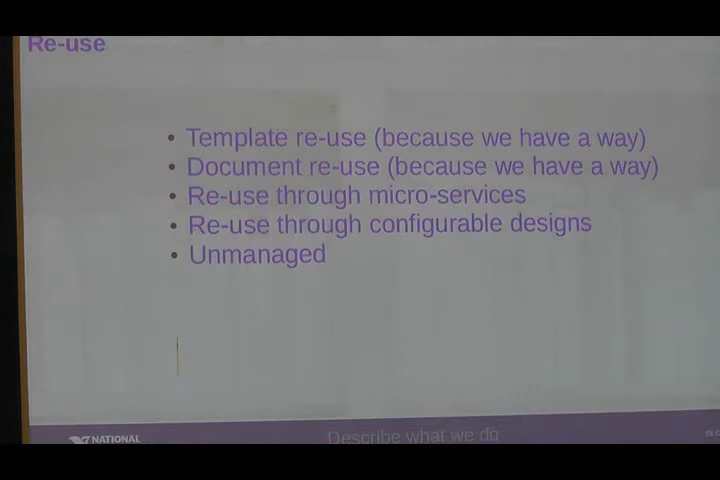 Re-use
• Template re-use (because we have a way)
• Document re-use (because we have a way)
• Re-use through micro-services
• Re-use through configurable designs
• Unmanaged
NATIONAL
Describe what we do